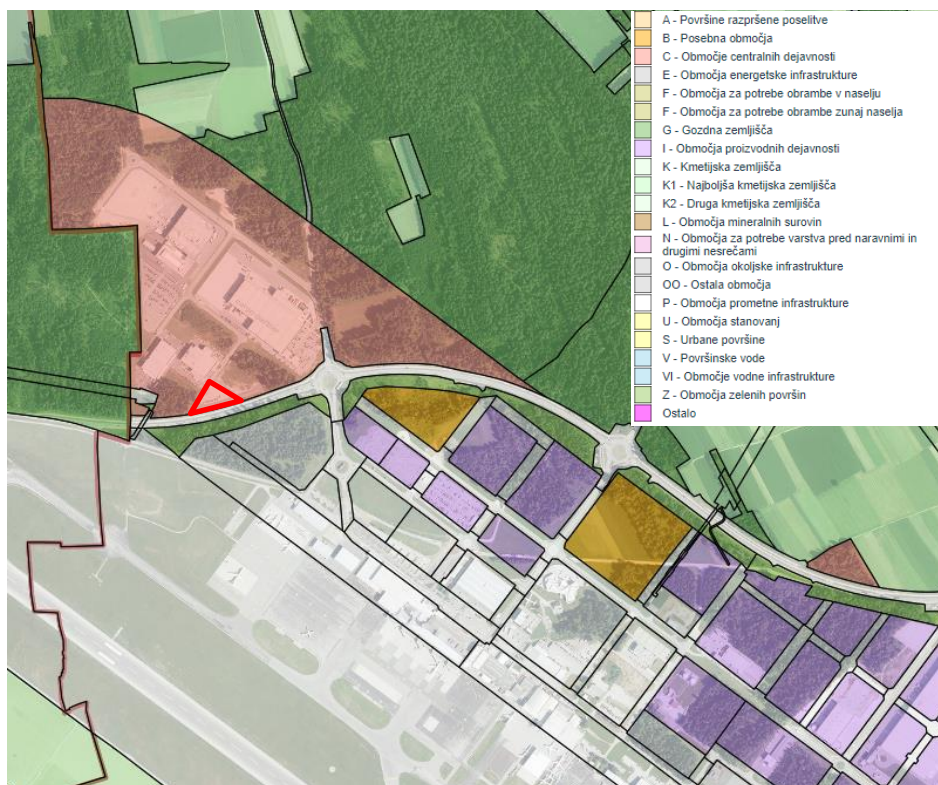 A - Površine razpršene poselitve
B - Posebna območja
C - Območje centralnih dejavnosti
E - Območja energetske infrastrukture
F - Območja za potrebe obrambe v naselju
F - Območja za potrebe obrambe zunaj naselja
G - Gozdna zemljišča
I - Območja proizvodnih dejavnosti
K - Kmetijska zemljišča
K1 - Najboljša kmetijska zemljišča
K2 - Druga kmetijska zemljišča
L - Območja mineralnih surovin
N - Območja za potrebe varstva pred naravnimi in
drugimi nesrečami
O - Območja okoljske infrastrukture
OO - Ostala območja
P - Območja prometne infrastrukture
U - Območja stanovanj
S - Urbane površine
V - Površinske vode
VI - Območje vodne infrastrukture
Z - Območja zelenih površin
Ostalo